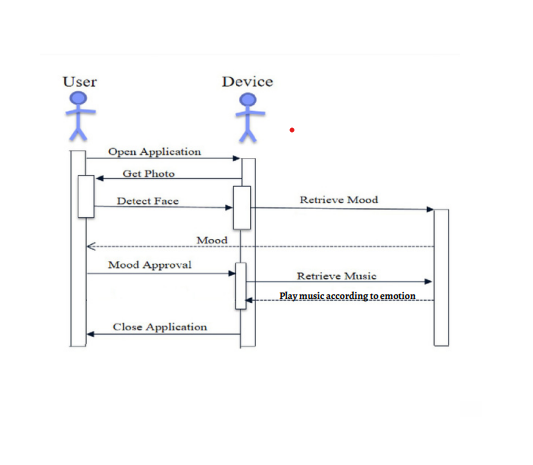 User
Device
Open Application
Get Photo
Detect Face
Retrieve Mood
Mood
Mood Approval
Retrieve Music
Play music according to emotion
Close Application